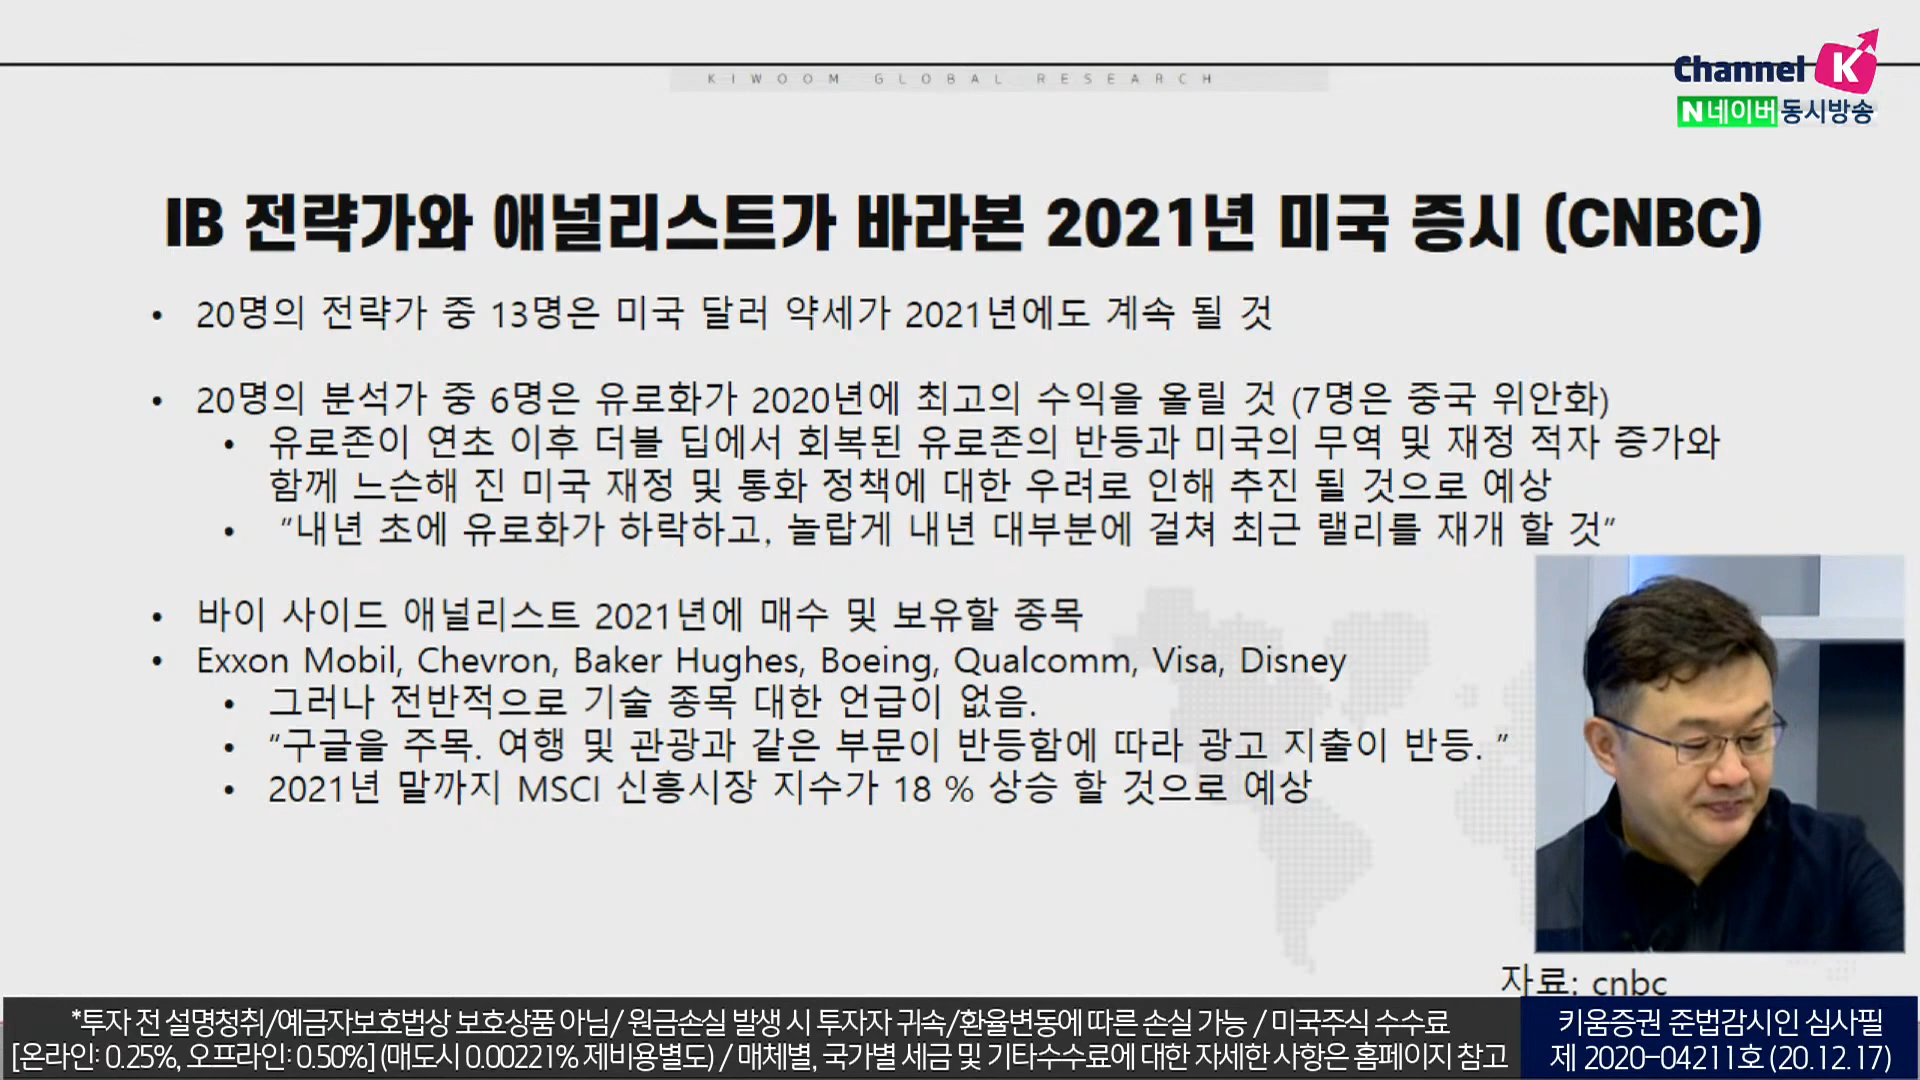 KIWOOM GLOBAL RESEARCH
Channel K
N네이버 동시방송
IB 전략가와 애널리스트가 바라본 2021년 미국 증시 (CNBC)
• 20명의 전략가 중 13명은 미국 달러 약세가 2021년에도 계속 될 것
• 20명의 분석가 중 6명은 유로화가 2020년에 최고의 수익을 올릴 것 (7명은 중국 위안화)
• 유로존이 연초 이후 더블 딥에서 회복된 유로존의 반등과 미국의 무역 및 재정 적자 증가와
함께 느슨해 진 미국 재정 및 통화 정책에 대한 우려로 인해 추진 될 것으로 예상
• "내년 초에 유로화가 하락하고, 놀랍게 내년 대부분에 걸쳐 최근 랠리를 재개 할 것"
• 바이 사이드 애널리스트 2021년에 매수 및 보유할 종목
• Exxon Mobil, Chevron, Baker Hughes, Boeing, Qualcomm, Visa, Disney
• 그러나 전반적으로 기술 종목 대한 언급이 없음.
• "구글을 주목. 여행 및 관광과 같은 부문이 반등함에 따라 광고 지출이 반등. "
• 2021년 말까지 MSCI 신흥시장 지수가 18 % 상승 할 것으로 예상
자료: cnbc
*투자 전 설명청취/예금자보호법상 보호상품 아님/ 원금손실 발생 시 투자자 귀속/환율변동에 따른 손실 가능 / 미국주식 수수료
[온라인: 0.25%, 오프라인: 0.50%] (매도시 0.00221% 제비용별도) / 매체별, 국가별 세금 및 기타수수료에 대한 자세한 사항은 홈페이지 참고
키움증권 준법감시인 심사필
제 2020-04211호 (20.12.17)